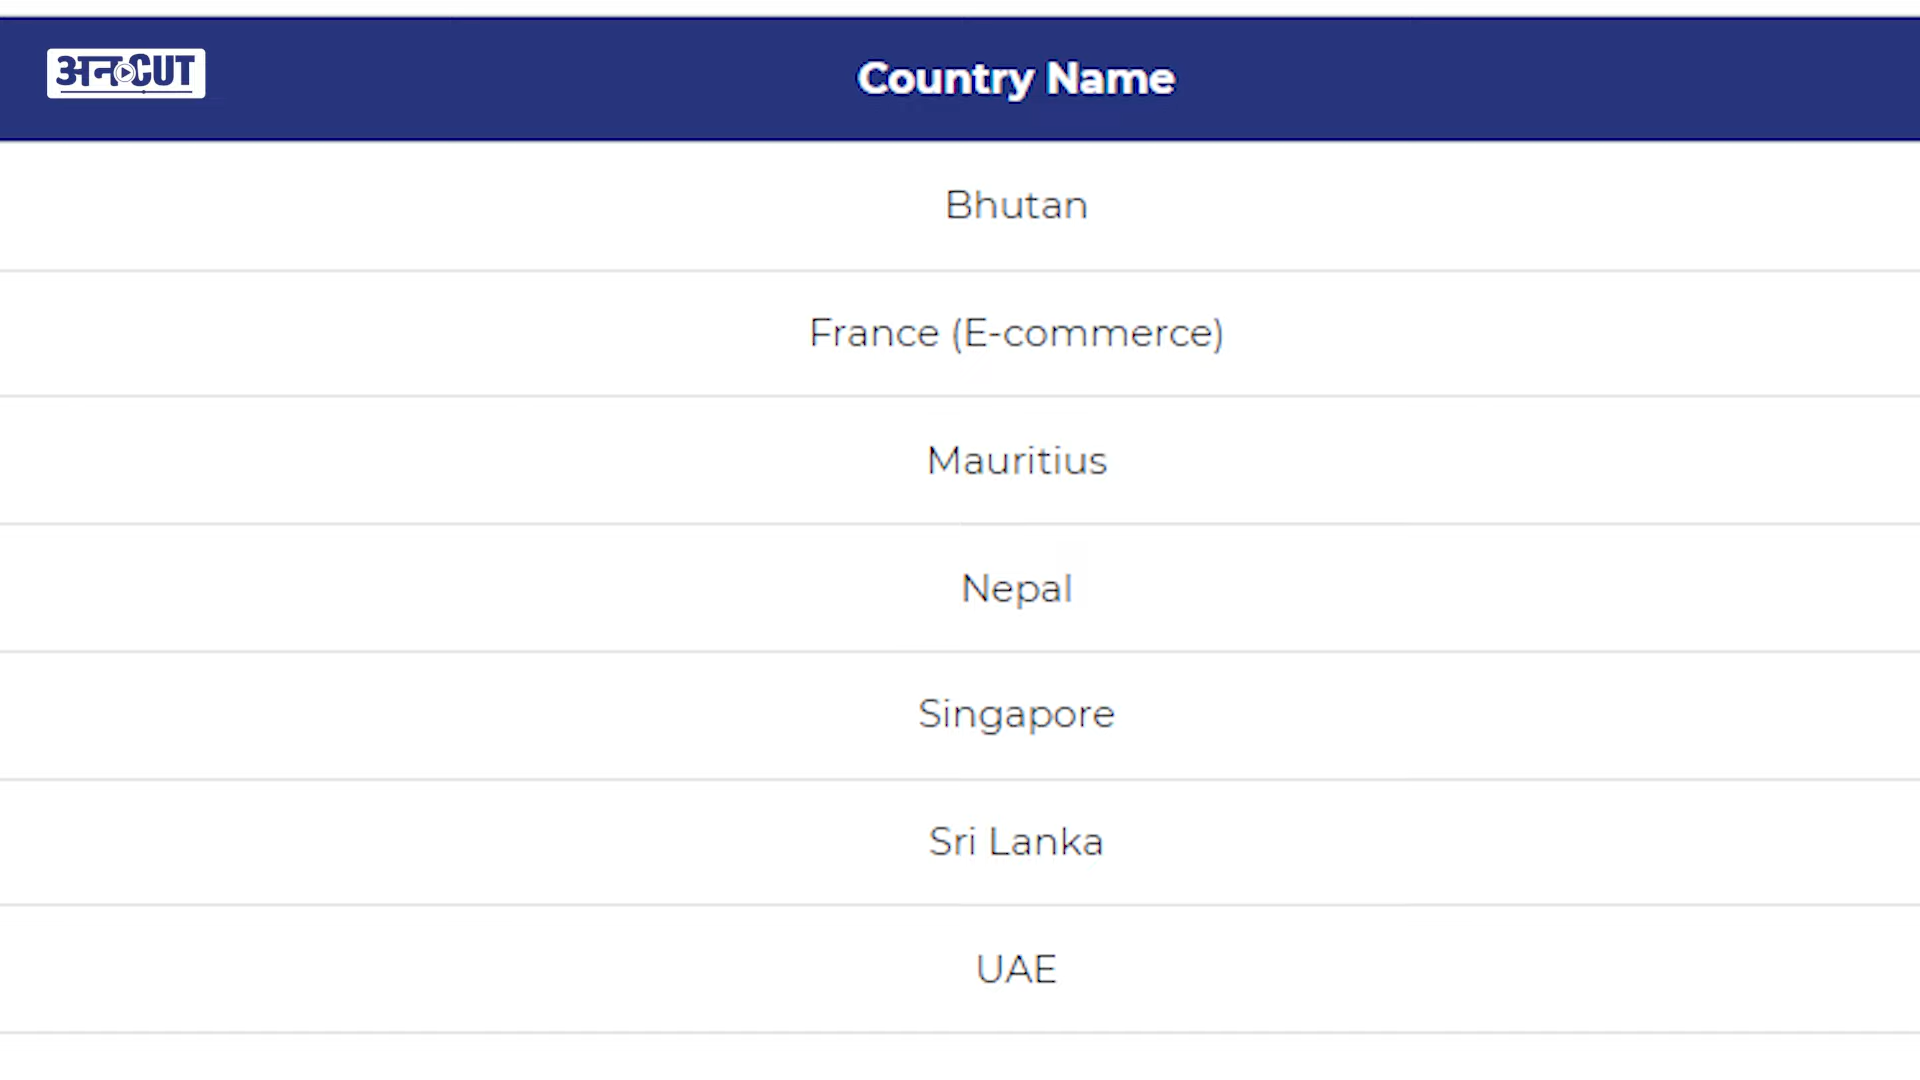 अनCUT
Country Name
Bhutan
France (E-commerce)
Mauritius
Nepal
Singapore
Sri Lanka
UAE